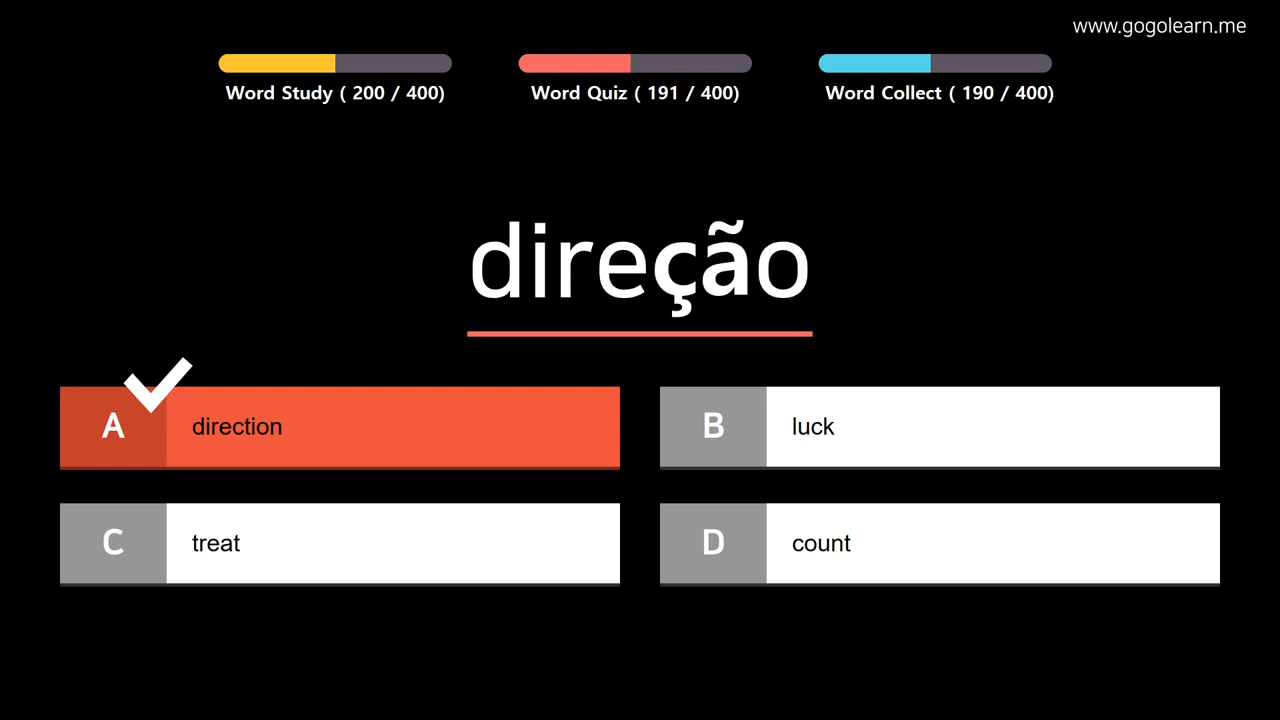 www.gogolearn.me
Word Study ( 200 / 400)
Word Quiz ( 191 / 400)
Word Collect ( 190 / 400)
direção
A direction
B luck
C treat
D count